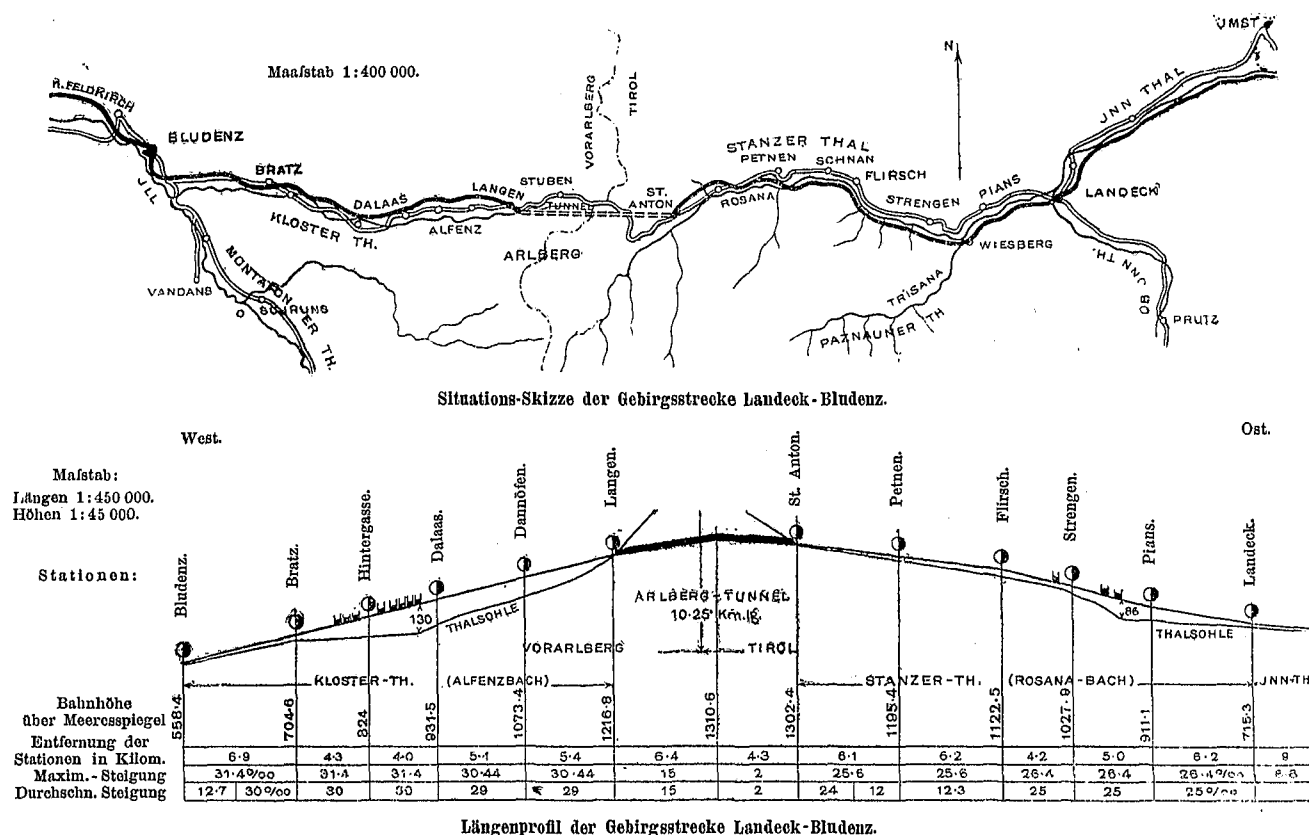 UMST
Maaſstab 1:400 000.
N
VORARLBERG
TIROL
JNN THAL
N. FELDKIRCH
BLUDENZ
STANZER THAL
PETNEN
SCHNAN
FLIRSCH
BRATZ
STUBEN
LANGEN
ST. ANTON
TUNNEL
ROSANA
PIANS
STRENGEN
LANDECK
JLL
DALAAS
KLOSTER TH.
ALFENZ
WIESBERG
ARLBERG
MONTAFONER TH.
VANDANS
SCHRUNS
TRISANA
PAZNAUNER TH
OB JNN TH.
PRUTZ
Situations-Skizze der Gebirgsstrecke Landeck-Bludenz.
West.
Ost.
Maſstab:
Längen 1:450 000.
Höhen 1:45 000.
Stationen:
Bludenz.
Bratz.
Hintergasse.
Dalaas.
Dannöfen.
Langen.
St. Anton.
Petnen.
Flirsch.
Strengen.
Pians.
Landeck.
130
THALSOHLE
ARLBERG-TUNNEL
10·25 Km.lg.
86
THALSOHLE
VORARLBERG
TIROL
KLOSTER-TH. (ALFENZBACH)
STANZER-TH. (ROSANA-BACH)
JNN-TH
Bahnhöhe
über Meeresspiegel
558·4 704·6 824 931·5 1073·4 1216·8 1310·6 1302·4 1195·4 1122·5 1027·9 911·1 715·3
Entfernung der
Stationen in Kilom. 6·9 4·3 4·0 5·1 5·4 6·4 4·3 6·1 6·2 4·2 5·0 6·2 9
Maxim.-Steigung 31·4‰ 31·4 31·4 30·44 30·44 15 2 25·6 25·6 26·4 26·4 26·4‰
Durchschn. Steigung 12·7 30‰ 30 30 29 29 15 2 24 12 12·3 25 25 25‰
Längenprofil der Gebirgsstrecke Landeck-Bludenz.